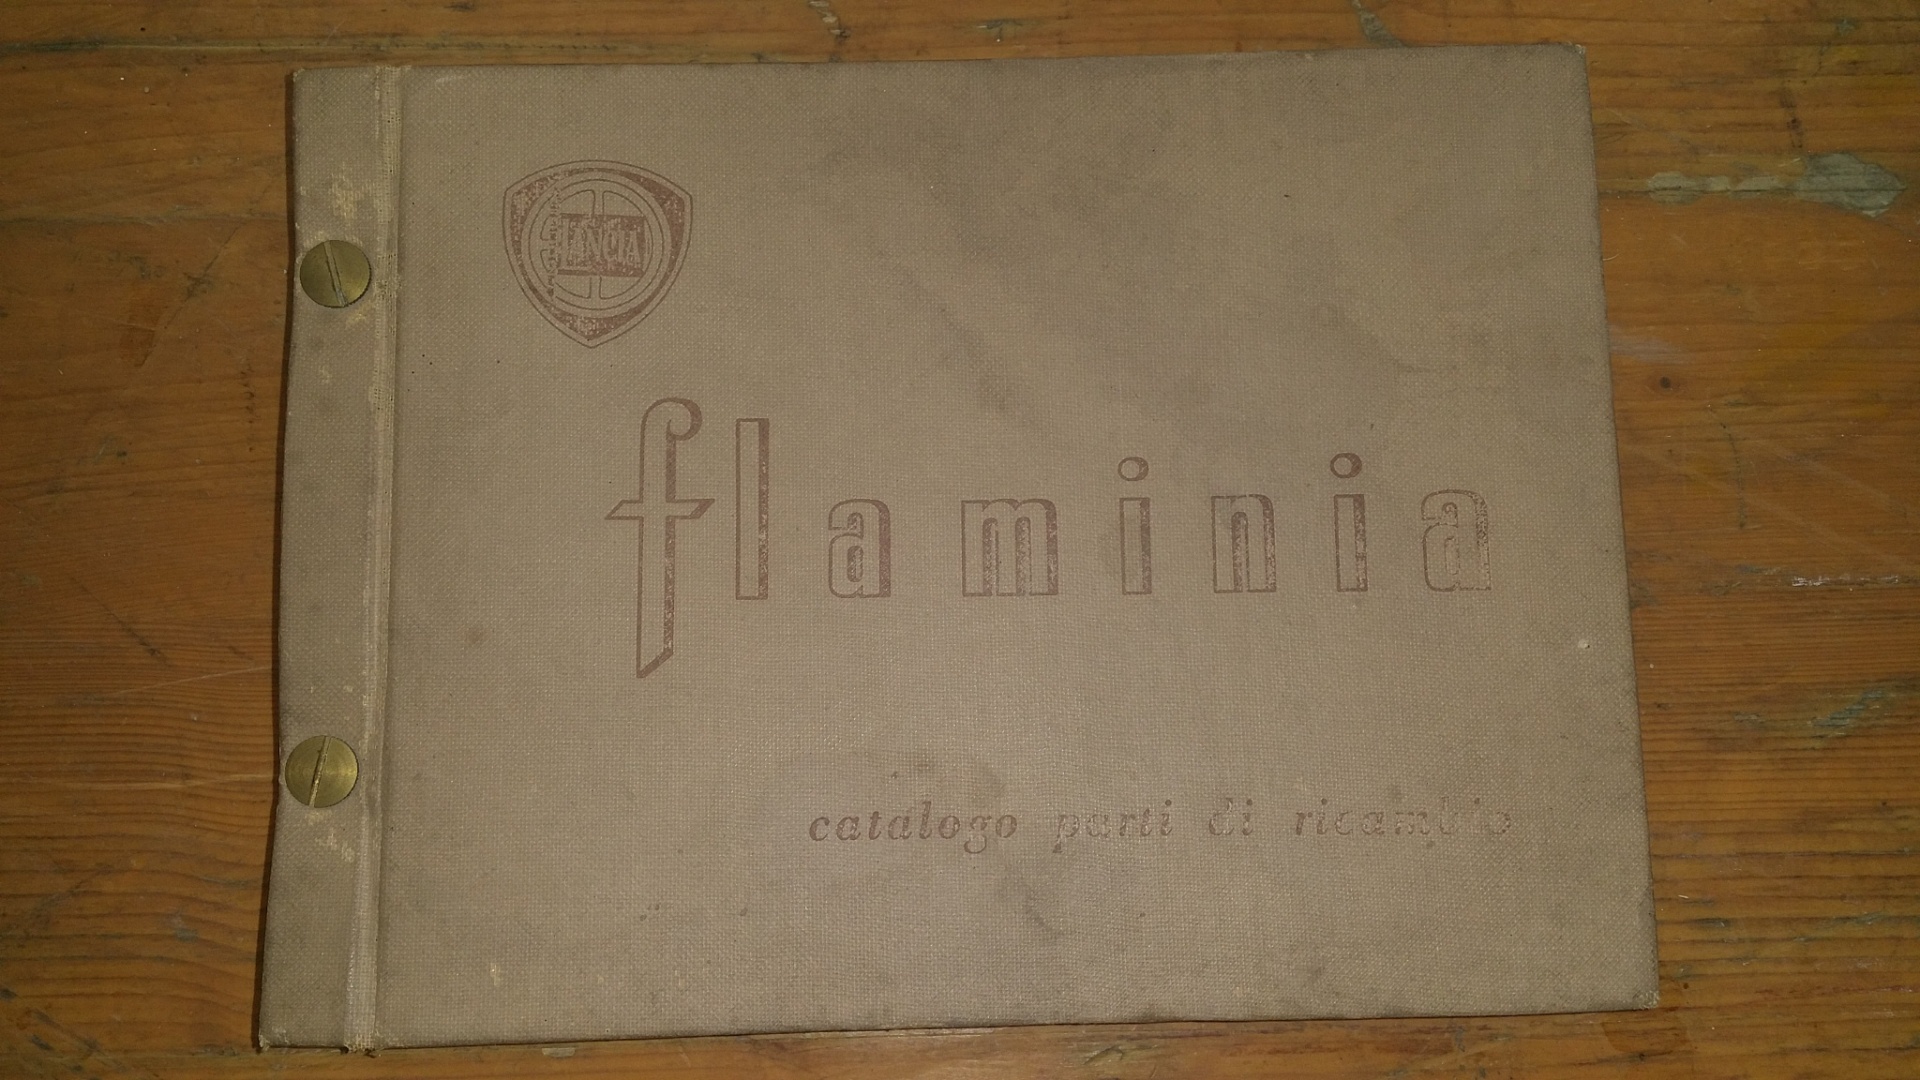 LANCIA
flaminia
catalogo parti di ricambio